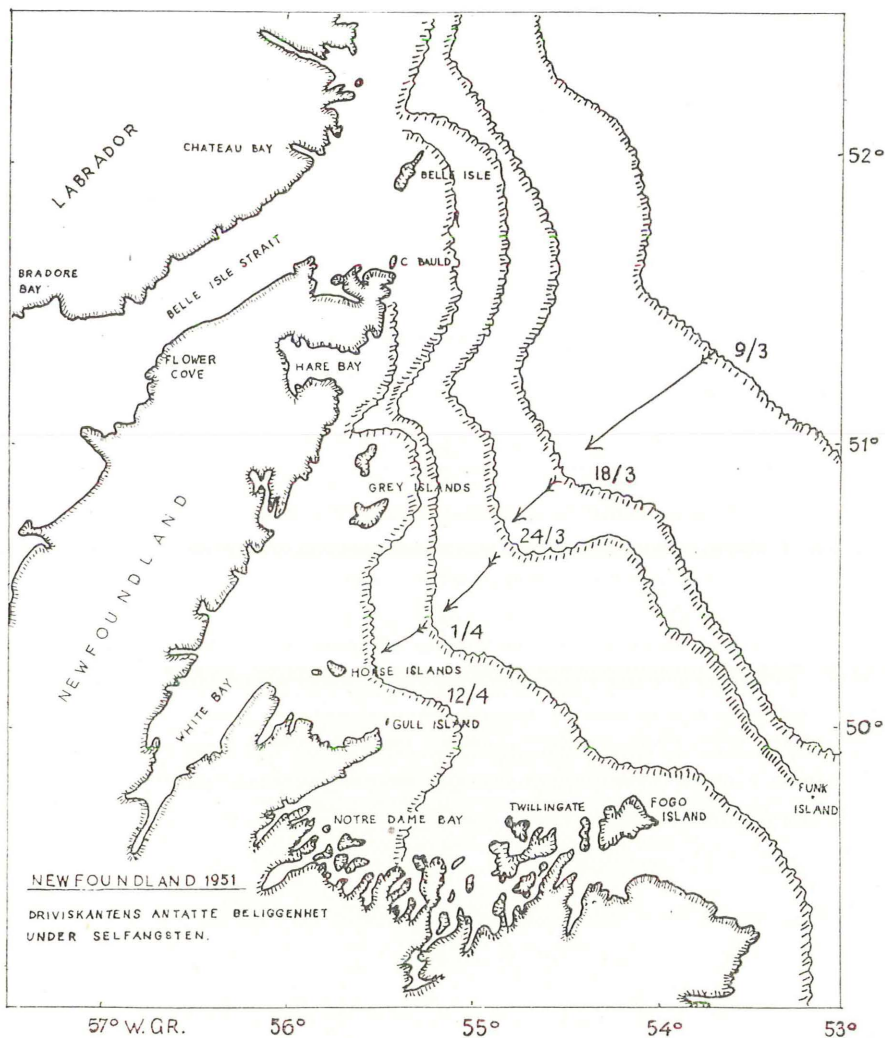 LABRADOR
CHATEAU BAY
BELLE ISLE
52°
BRADORE
BAY
BELLE ISLE STRAIT
C BAULD
FLOWER
COVE
HARE BAY
9/3
51°
GREY ISLANDS
18/3
24/3
NEWFOUNDLAND
1/4
HORSE ISLANDS
12/4
WHITE BAY
GULL ISLAND
50°
FUNK
ISLAND
NOTRE DAME BAY
TWILLINGATE
FOGO
ISLAND
NEWFOUNDLAND 1951
DRIVISKANTENS ANTATTE BELIGGENHET
UNDER SELFANGSTEN.
57° W. GR.
56°
55°
54°
53°